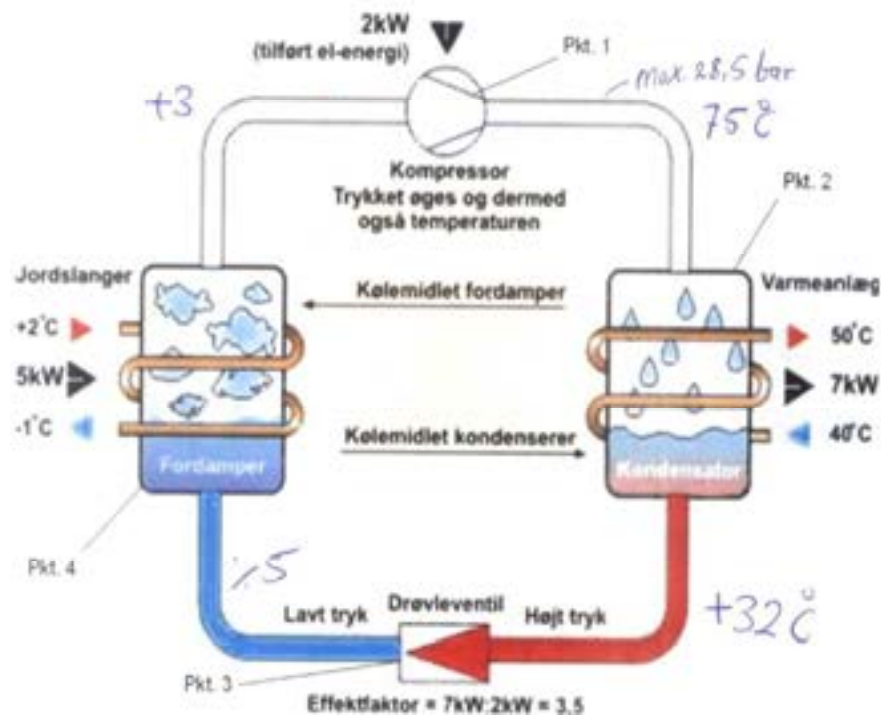 2kW
(tilført el-energi)
Pkt. 1
max. 28,5 bar
+3
75°C
Kompressor
Trykket øges og dermed
også temperaturen
Pkt. 2
Jordslanger
Kølemidlet fordamper
Varmeanlæg
+2°C
50°C
5kW
7kW
-1°C
Kølemidlet kondenserer
40°C
Fordamper
Kondensator
Pkt. 4
÷5
Lavt tryk
Drøvleventil
Højt tryk
+32°C
Pkt. 3
Effektfaktor = 7kW:2kW = 3,5